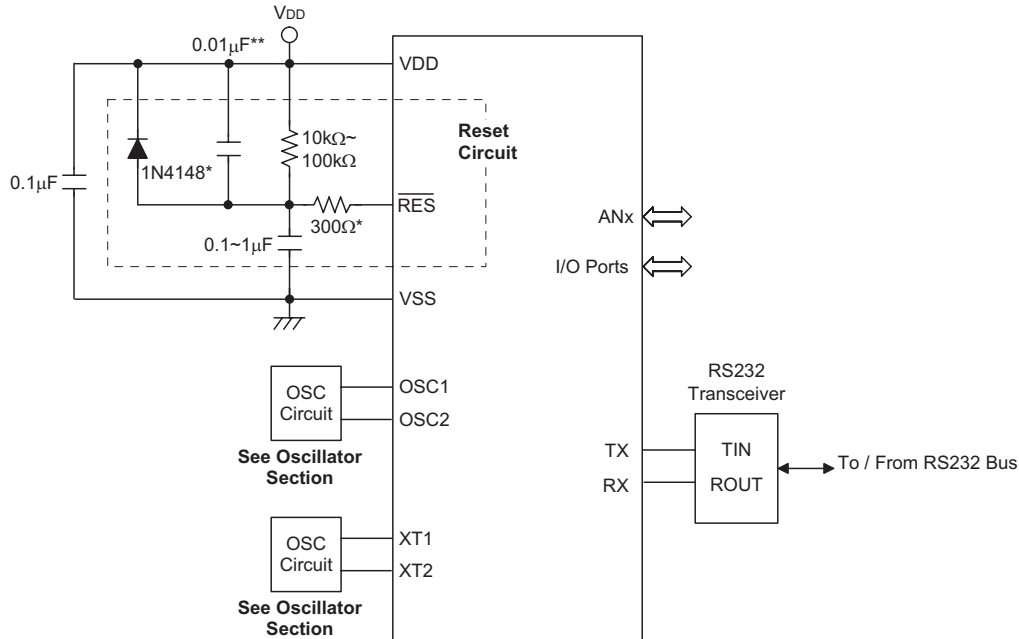 VDD
0.01μF**
VDD
10kΩ~
100kΩ
Reset
Circuit
1N4148*
0.1μF
RES
300Ω*
0.1~1μF
VSS
ANx
I/O Ports
OSC
Circuit
OSC1
OSC2
See Oscillator
Section
RS232
Transceiver
TX
TIN
RX
ROUT
To / From RS232 Bus
OSC
Circuit
XT1
XT2
See Oscillator
Section